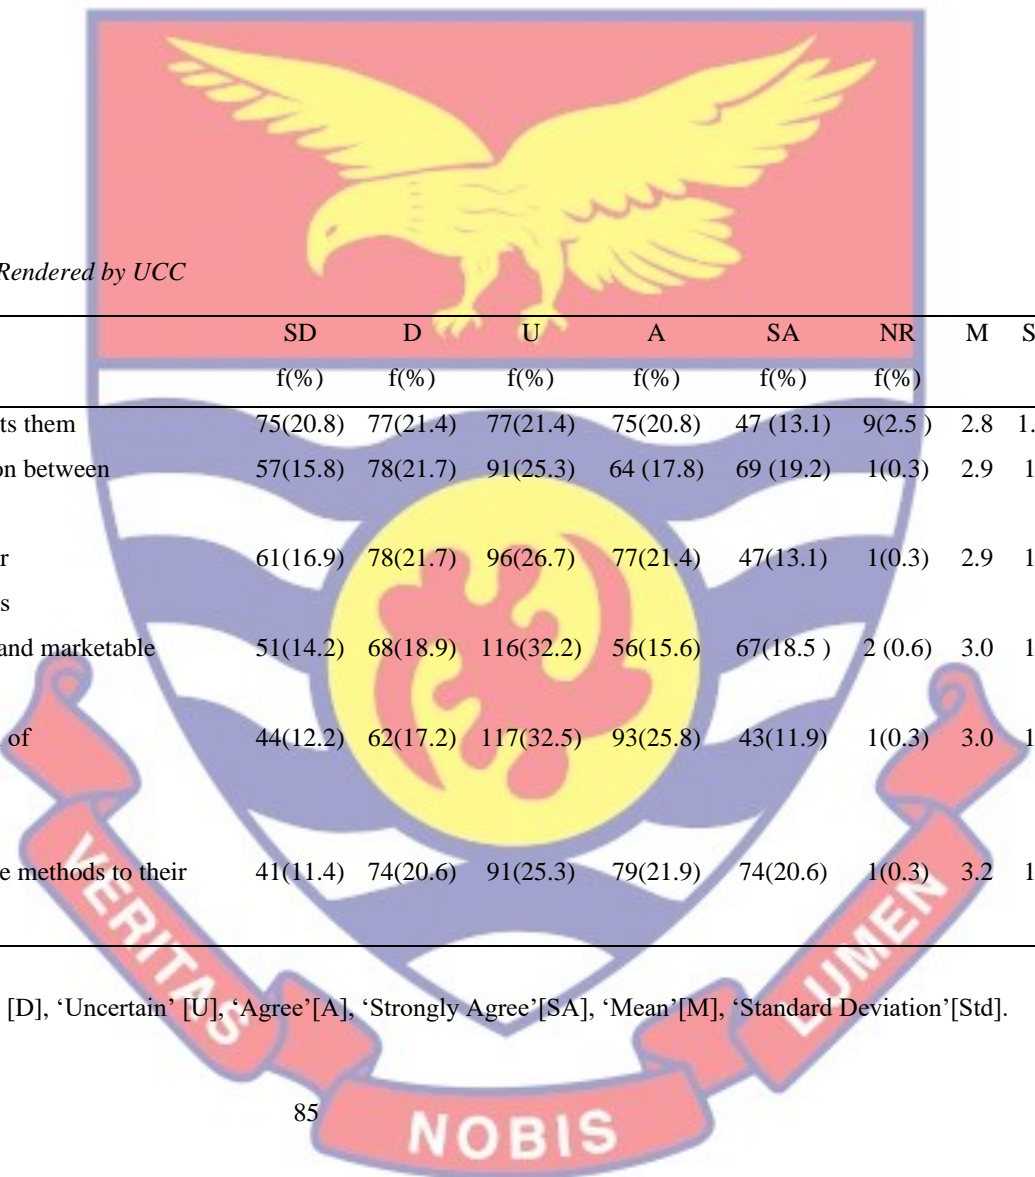 Rendered by UCC
SD D U A SA NR M S
f(%) f(%) f(%) f(%) f(%) f(%)
ts them 75(20.8) 77(21.4) 77(21.4) 75(20.8) 47 (13.1) 9(2.5 ) 2.8 1.
on between 57(15.8) 78(21.7) 91(25.3) 64 (17.8) 69 (19.2) 1(0.3) 2.9 1
r 61(16.9) 78(21.7) 96(26.7) 77(21.4) 47(13.1) 1(0.3) 2.9 1
s
and marketable 51(14.2) 68(18.9) 116(32.2) 56(15.6) 67(18.5 ) 2 (0.6) 3.0 1
of 44(12.2) 62(17.2) 117(32.5) 93(25.8) 43(11.9) 1(0.3) 3.0 1
e methods to their 41(11.4) 74(20.6) 91(25.3) 79(21.9) 74(20.6) 1(0.3) 3.2 1
[D], ‘Uncertain’ [U], ‘Agree’[A], ‘Strongly Agree’[SA], ‘Mean’[M], ‘Standard Deviation’[Std].
85
VERITAS
NOBIS
LUMEN